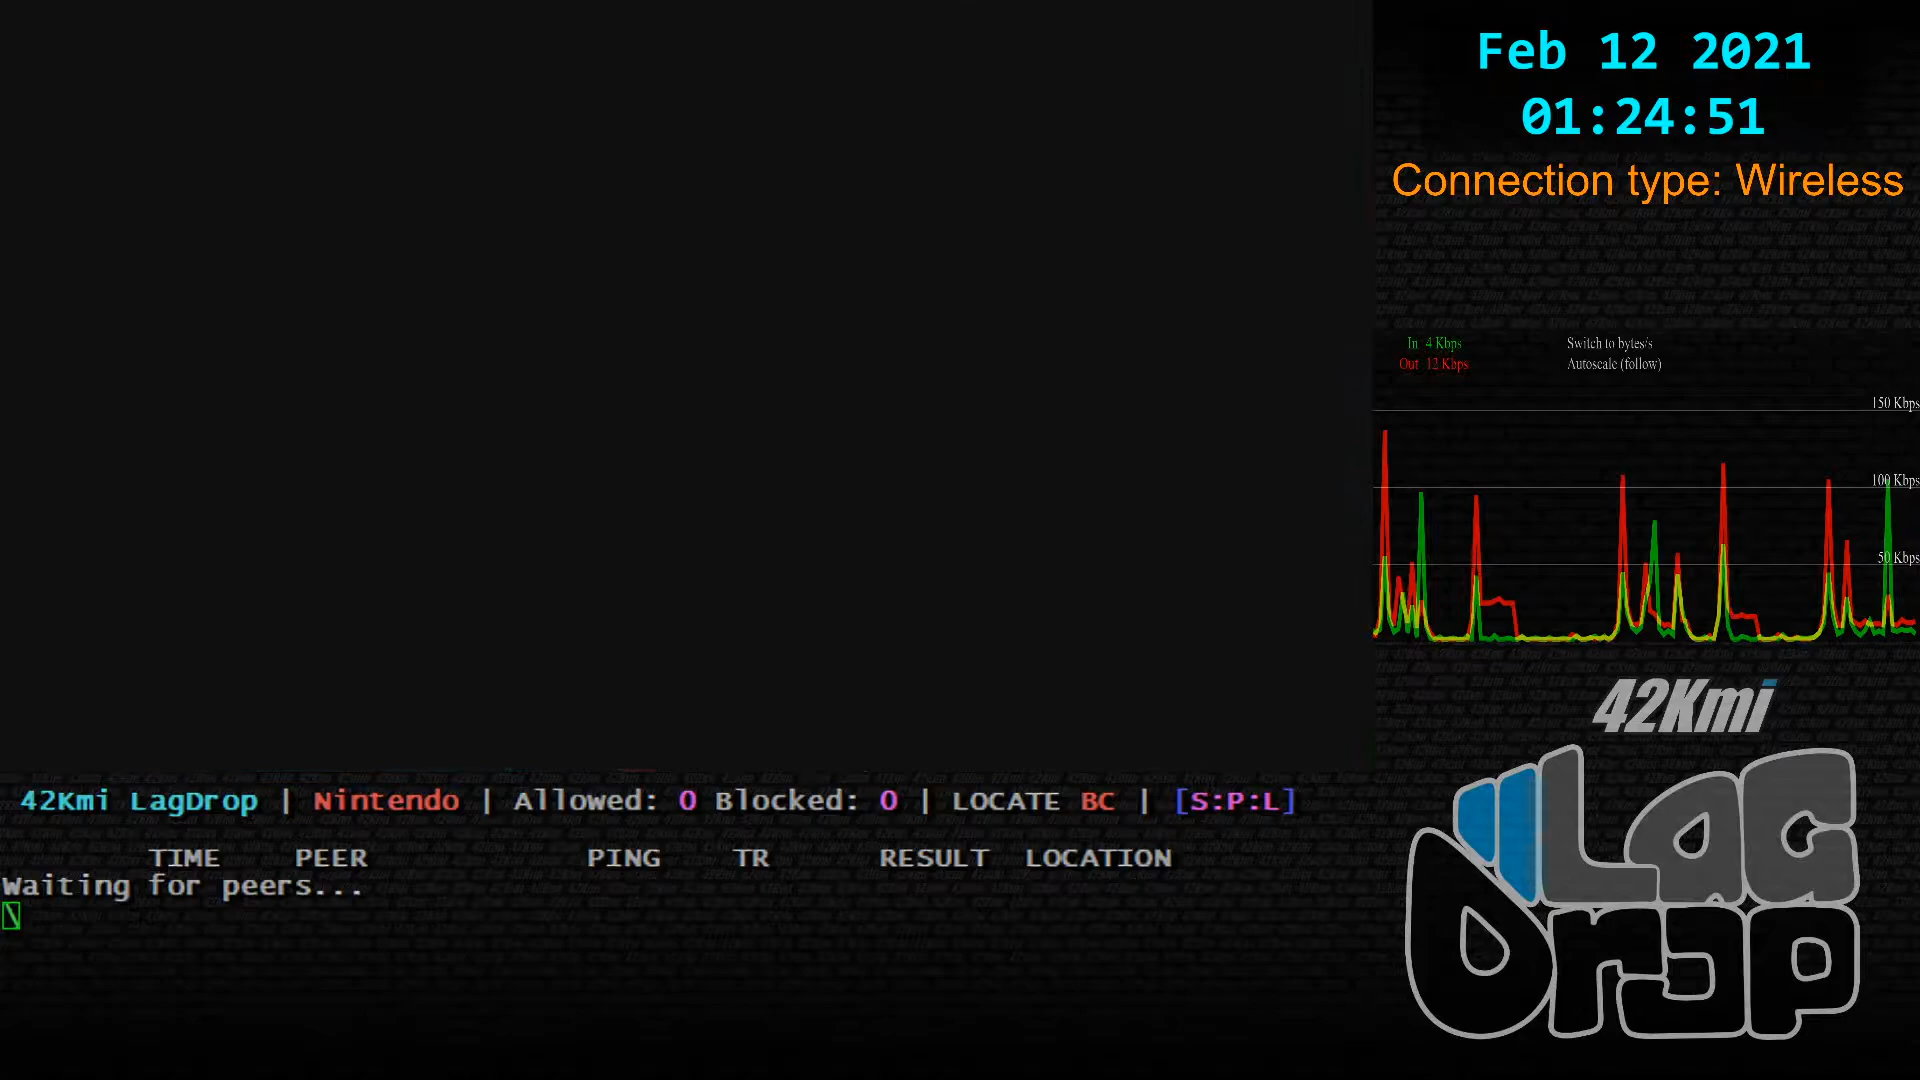 Feb 12 2021
01:24:51
Connection type: Wireless
In 4 Kbps
Switch to bytes/s
Out 12 Kbps
Autoscale (follow)
150 Kbps
100 Kbps
50 Kbps
42Kmi
LagDrop
42Kmi LagDrop | Nintendo | Allowed: 0 Blocked: 0 | LOCATE BC | [S:P:L]
TIME PEER PING TR RESULT LOCATION
Waiting for peers...